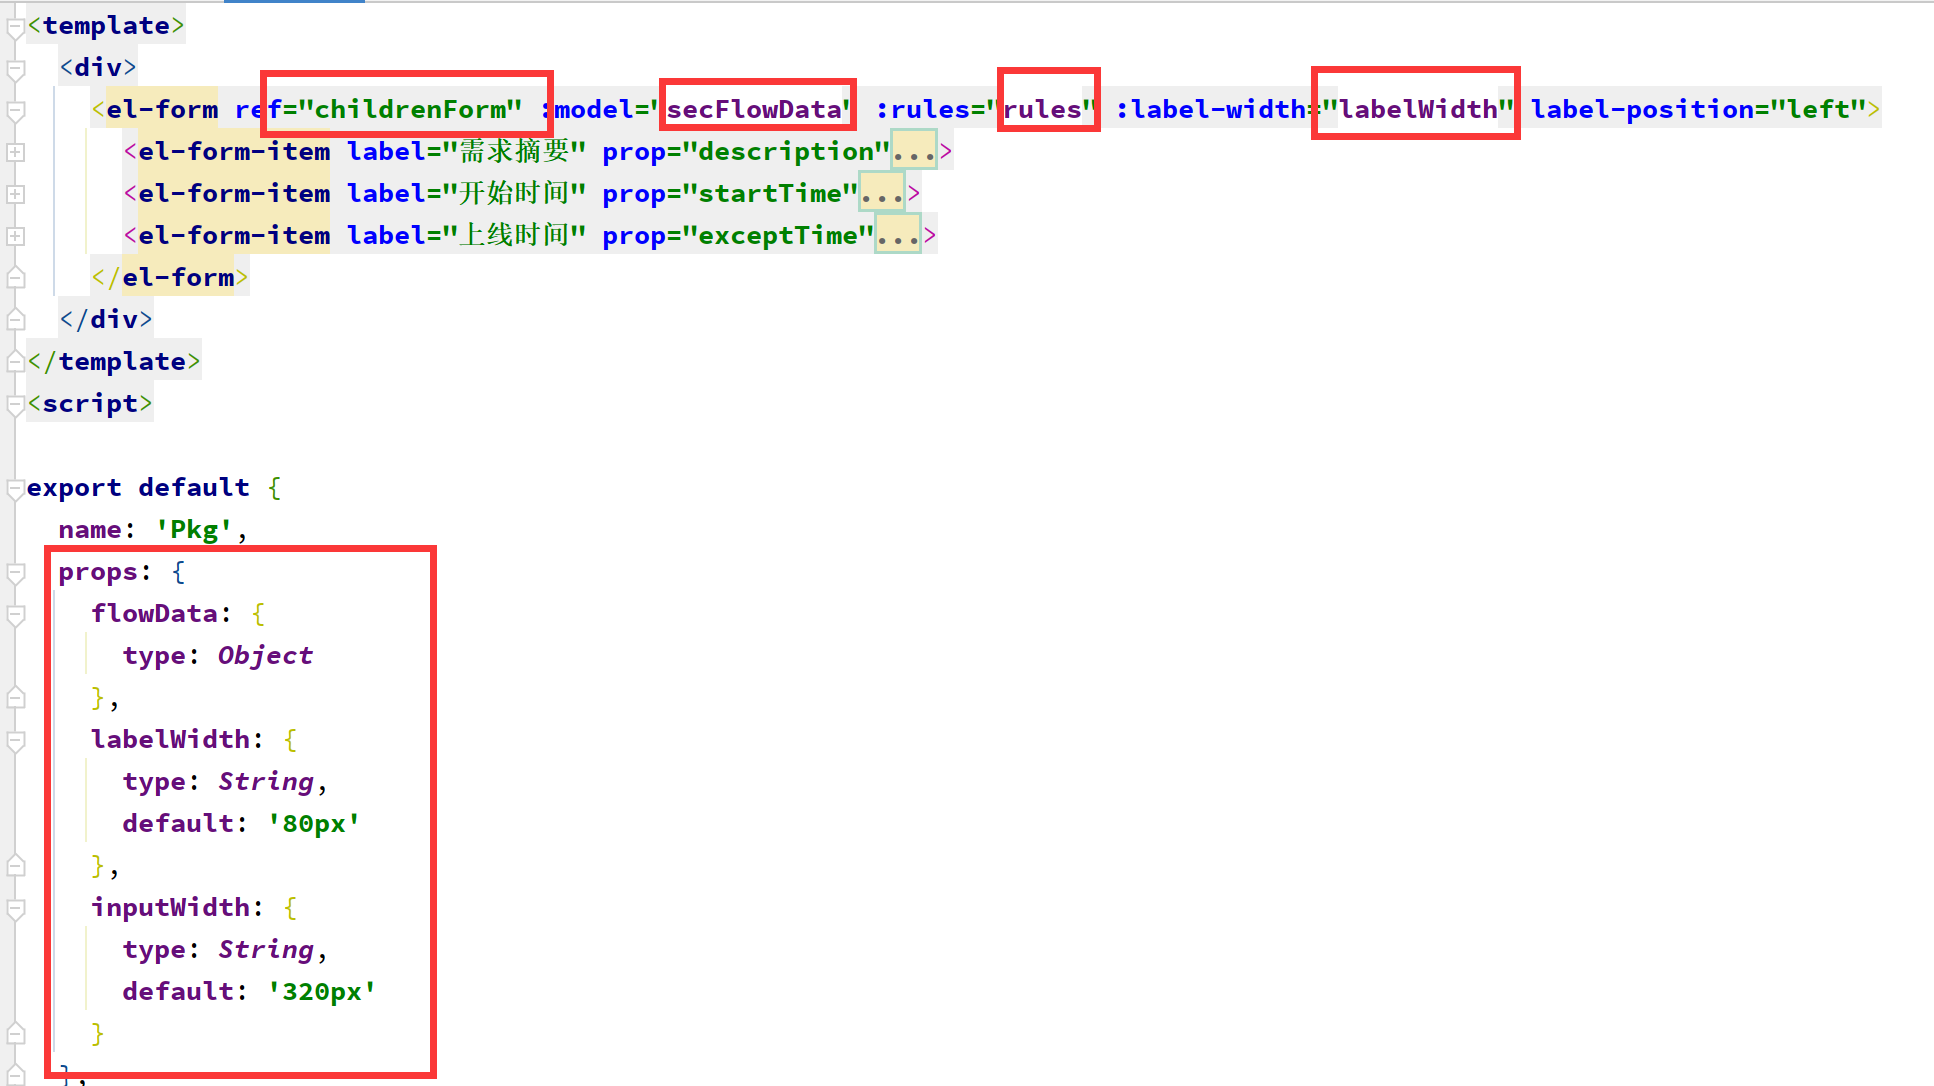 <template>
  <div>
    <el-form ref="childrenForm" :model="secFlowData" :rules="rules" :label-width="labelWidth" label-position="left">
      <el-form-item label="需求摘要" prop="description"...>
      <el-form-item label="开始时间" prop="startTime"...>
      <el-form-item label="上线时间" prop="exceptTime"...>
    </el-form>
  </div>
</template>
<script>
export default {
  name: 'Pkg',
  props: {
    flowData: {
      type: Object
    },
    labelWidth: {
      type: String,
      default: '80px'
    },
    inputWidth: {
      type: String,
      default: '320px'
    }
  },